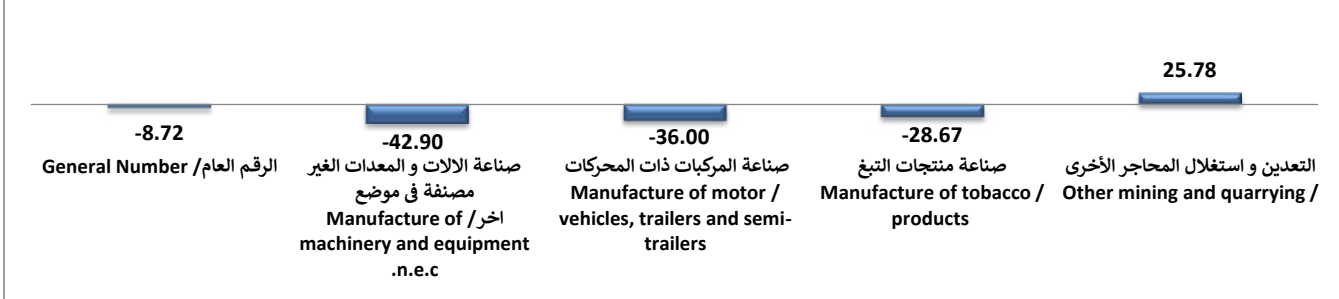 25.78
-8.72
-42.90
-36.00
-28.67
الرقم العام/ General Number
صناعة الالات و المعدات الغير
مصنفة فى موضع
اخر/ Manufacture of
machinery and equipment
n.e.c.
صناعة المركبات ذات المحركات
/ Manufacture of motor
vehicles, trailers and semi-
trailers
صناعة منتجات التبغ
/ Manufacture of tobacco
products
التعدين و استغلال المحاجر الأخرى
/ Other mining and quarrying